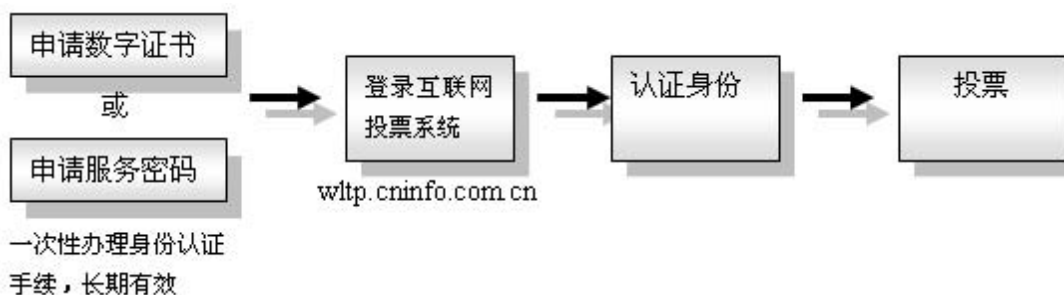 申请数字证书
或
申请服务密码
一次性办理身份认证
手续，长期有效
登录互联网
投票系统
wltp.cninfo.com.cn
认证身份
投票